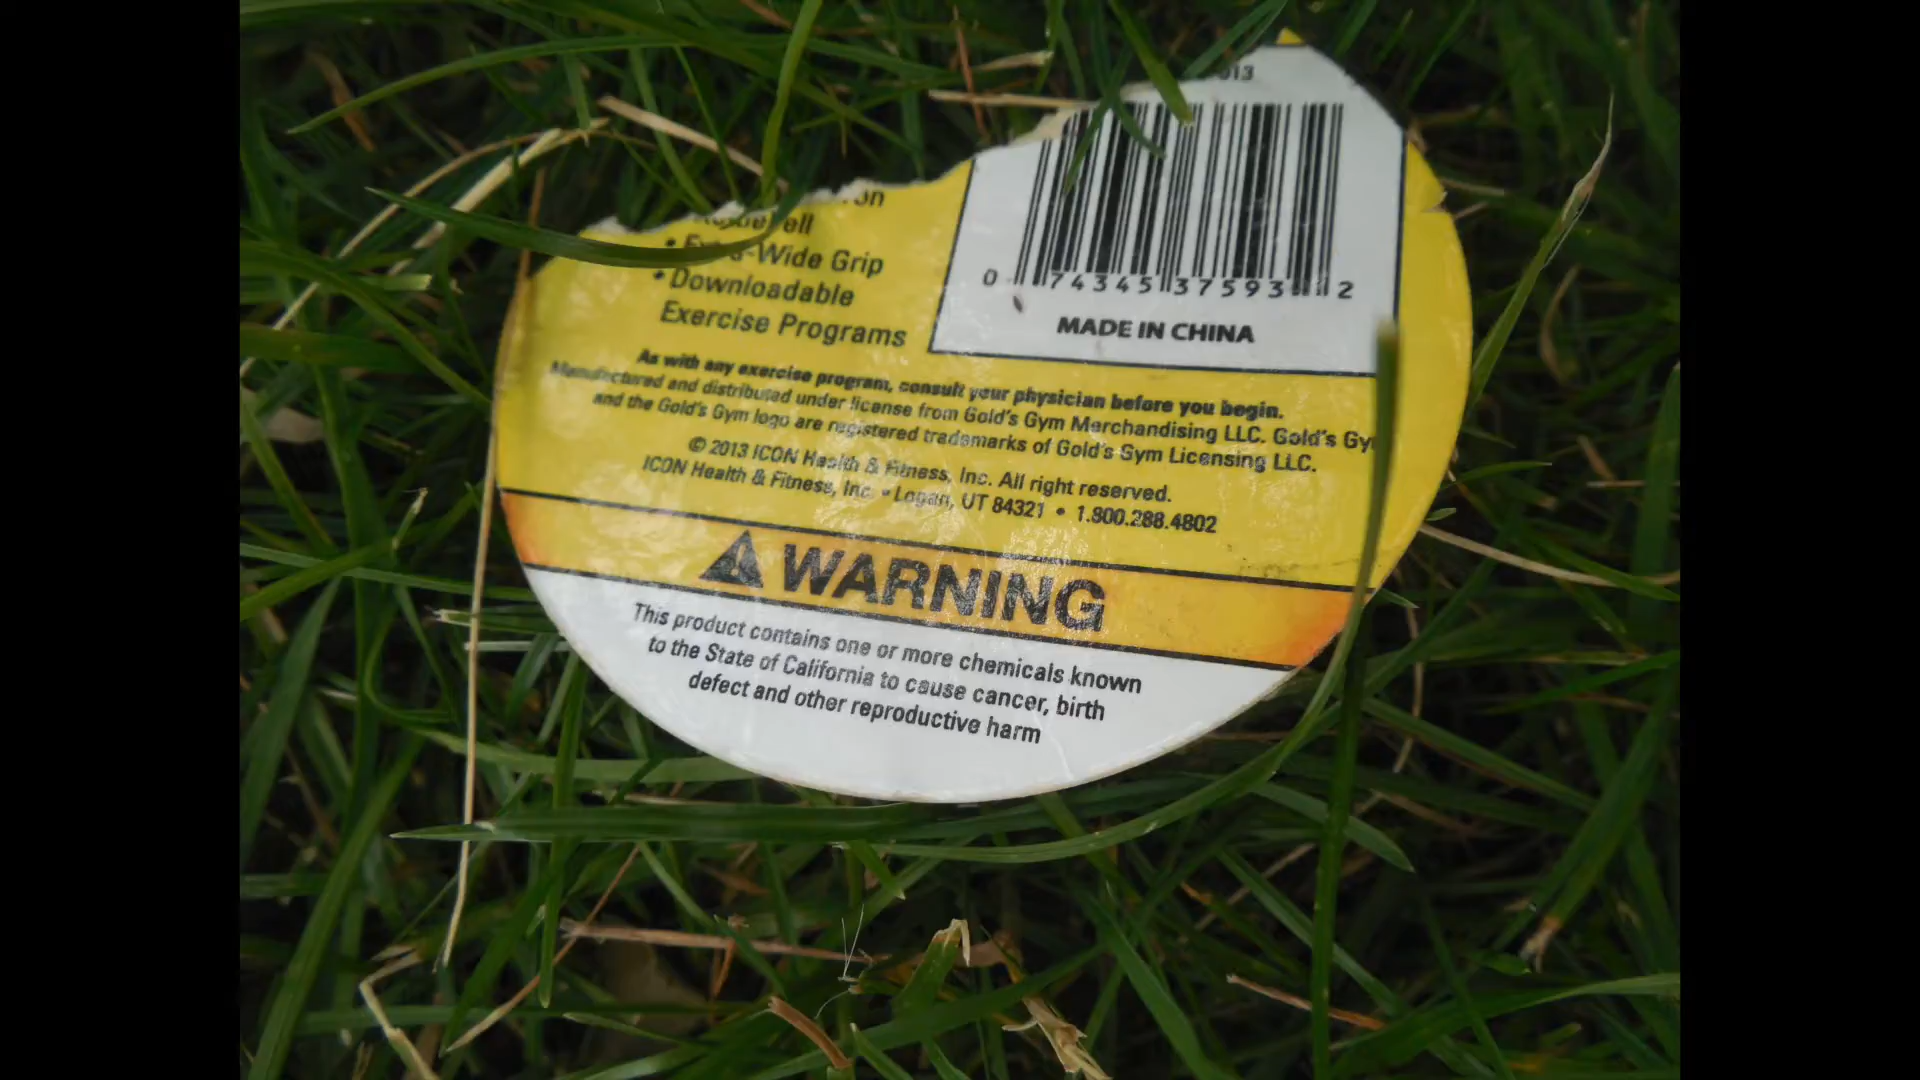 013
• Extra-Wide Grip
• Downloadable
Exercise Programs
0 74345 37593 2
MADE IN CHINA
As with any exercise program, consult your physician before you begin.
Manufactured and distributed under license from Gold's Gym Merchandising LLC. Gold's Gy
and the Gold's Gym logo are registered trademarks of Gold's Gym Licensing LLC.
© 2013 ICON Health & Fitness, Inc. All right reserved.
ICON Health & Fitness, Inc. • Logan, UT 84321 • 1.800.288.4802
WARNING
This product contains one or more chemicals known
to the State of California to cause cancer, birth
defect and other reproductive harm